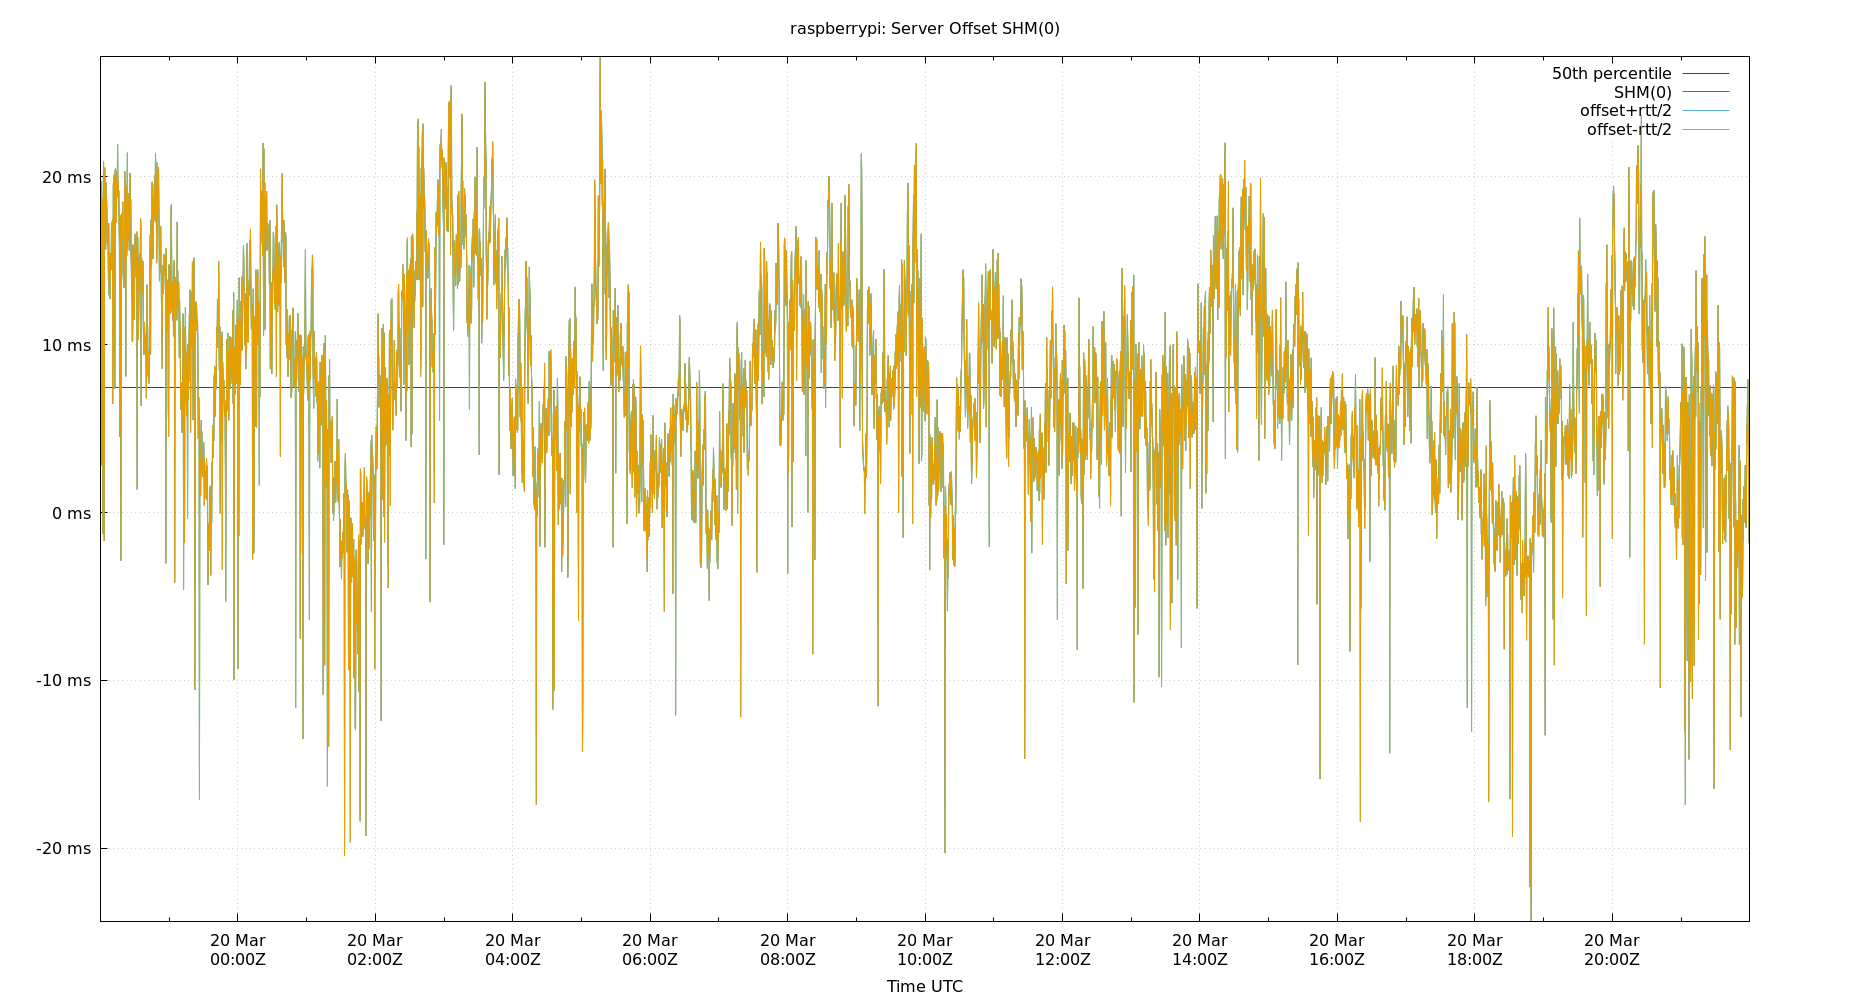 raspberrypi: Server Offset SHM(0)
50th percentile
SHM(0)
offset+rtt/2
offset-rtt/2
20 ms
10 ms
0 ms
-10 ms
-20 ms
20 Mar 20 Mar 20 Mar 20 Mar 20 Mar 20 Mar 20 Mar 20 Mar 20 Mar 20 Mar 20 Mar
00:00Z 02:00Z 04:00Z 06:00Z 08:00Z 10:00Z 12:00Z 14:00Z 16:00Z 18:00Z 20:00Z
Time UTC